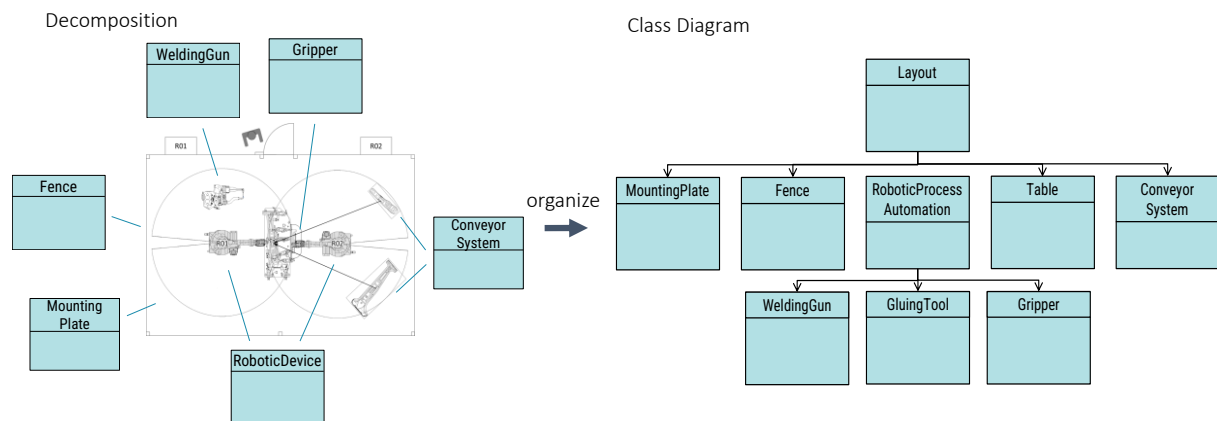 Decomposition
Class Diagram
WeldingGun
Gripper
R01
R02
Fence
R01
R02
Conveyor
System
Mounting
Plate
RoboticDevice
organize
Layout
MountingPlate
Fence
RoboticProcess
Automation
Table
Conveyor
System
WeldingGun
GluingTool
Gripper